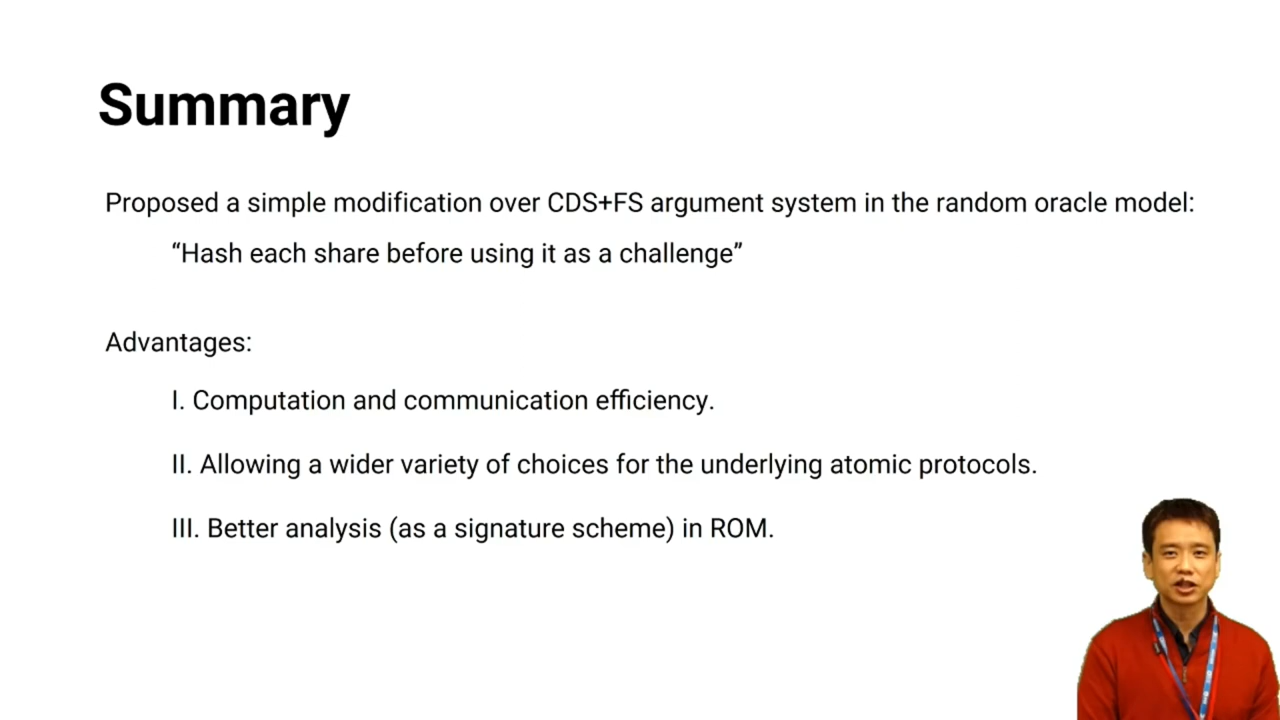 Summary
Proposed a simple modification over CDS+FS argument system in the random oracle model:
“Hash each share before using it as a challenge”
Advantages:
I. Computation and communication efficiency.
II. Allowing a wider variety of choices for the underlying atomic protocols.
III. Better analysis (as a signature scheme) in ROM.